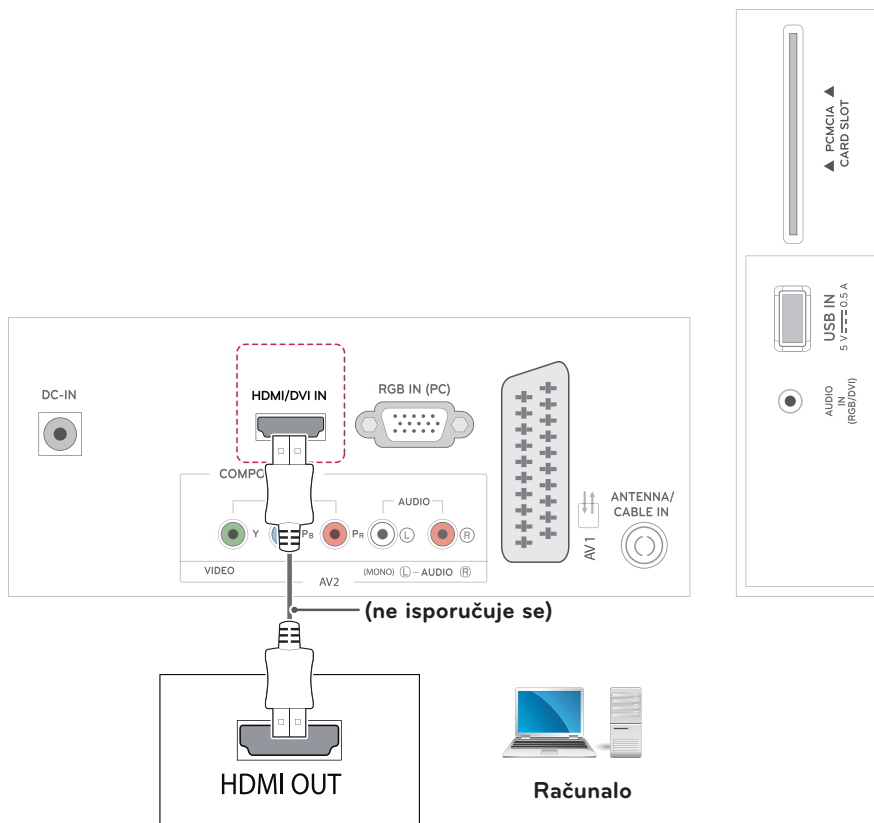 ▲ PCMCIA ▲
CARD SLOT
USB IN
5 V 0.5 A
AUDIO
IN
(RGB/DVI)
DC-IN
HDMI/DVI IN
RGB IN (PC)
AUDIO
Y
PB
PR
L
R
VIDEO
AV2
(MONO) L – AUDIO R
AV1
ANTENNA/
CABLE IN
(ne isporučuje se)
HDMI OUT
Računalo